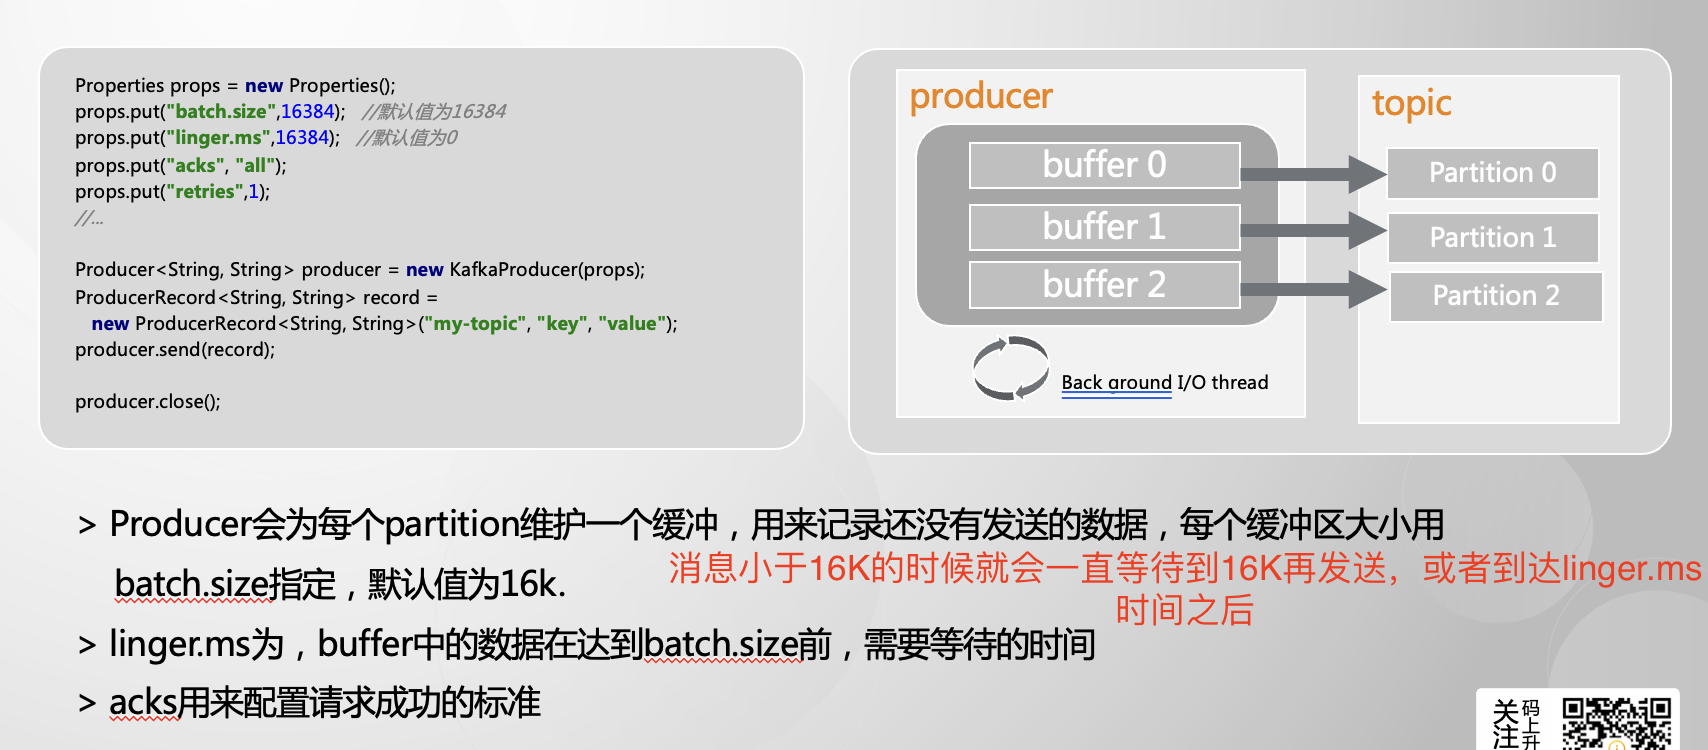 Properties props = new Properties();
props.put("batch.size",16384);   //默认值为16384
props.put("linger.ms",16384);   //默认值为0
props.put("acks", "all");
props.put("retries",1);
//...
Producer<String, String> producer = new KafkaProducer(props);
ProducerRecord<String, String> record =
new ProducerRecord<String, String>("my-topic", "key", "value");
producer.send(record);
producer.close();
producer
buffer 0
buffer 1
buffer 2
Back ground I/O thread
topic
Partition 0
Partition 1
Partition 2
> Producer会为每个partition维护一个缓冲，用来记录还没有发送的数据，每个缓冲区大小用
batch.size指定，默认值为16k.
消息小于16K的时候就会一直等待到16K再发送，或者到达linger.ms
时间之后
> linger.ms为，buffer中的数据在达到batch.size前，需要等待的时间
> acks用来配置请求成功的标准
关注
码上升